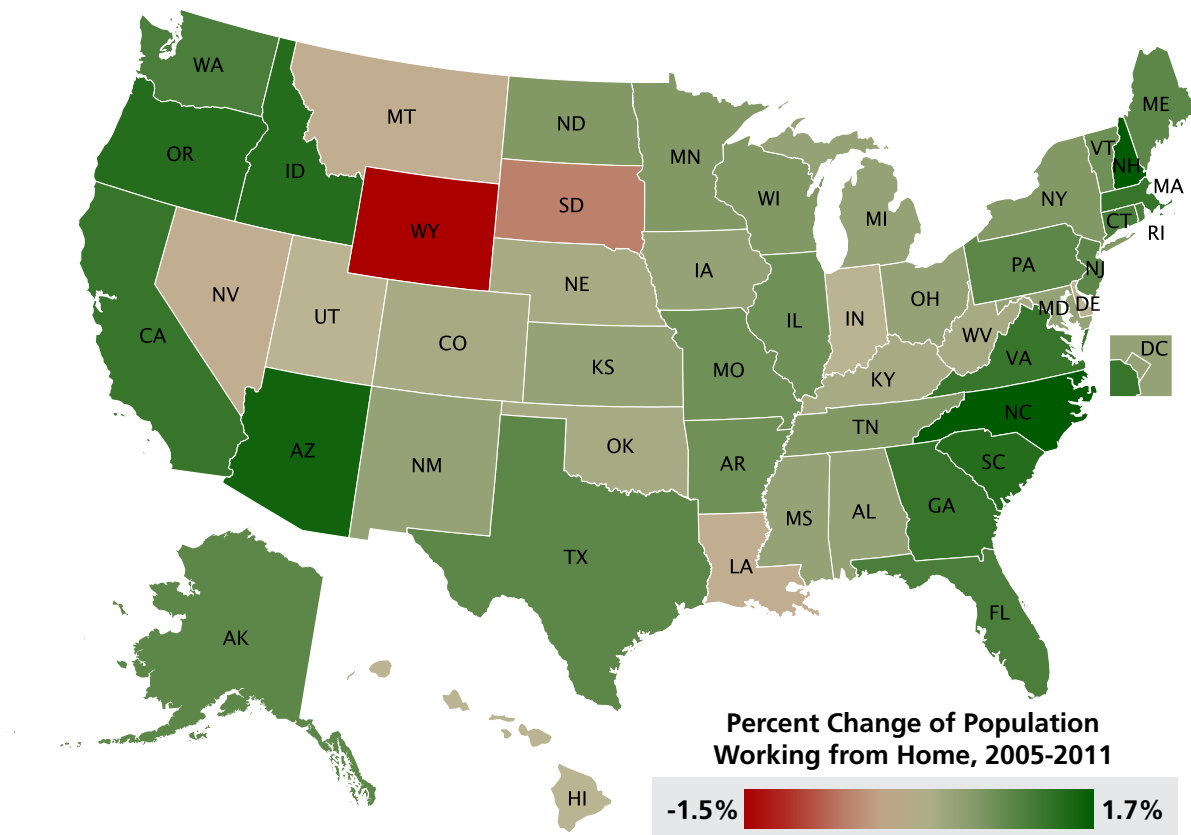 WA
MT
ND
MN
ME
OR
ID
SD
WI
MI
VT
NH
NY
MA
CT
RI
WY
NE
IA
PA
NJ
NV
UT
CO
IL
IN
OH
MD
DE
WV
CA
KS
MO
KY
VA
DC
AZ
NM
OK
AR
TN
NC
SC
TX
LA
MS
AL
GA
FL
AK
HI
Percent Change of Population
Working from Home, 2005-2011
-1.5% 1.7%